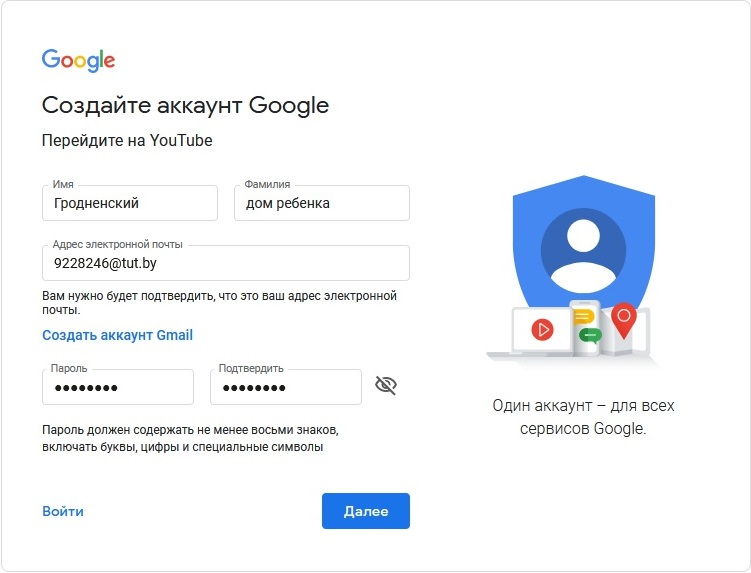 Google
Создайте аккаунт Google
Перейдите на YouTube
Имя
Фамилия
Гродненский
дом ребенка
Адрес электронной почты
9228246@tut.by
Вам нужно будет подтвердить, что это ваш адрес электронной
почты.
Создать аккаунт Gmail
Пароль
Подтвердить
••••••••
••••••••
Пароль должен содержать не менее восьми знаков,
включать буквы, цифры и специальные символы
Один аккаунт – для всех
сервисов Google.
Войти
Далее